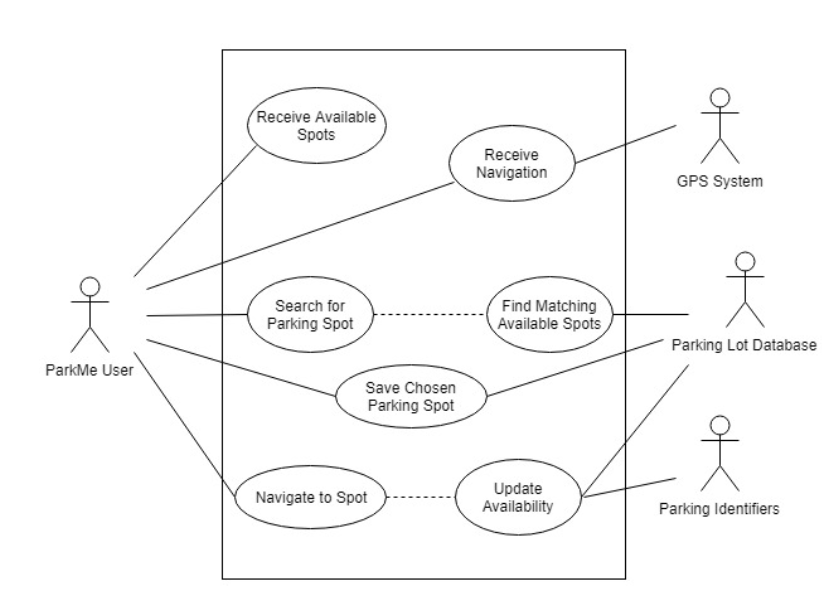 Receive Available
Spots
Receive
Navigation
GPS System
Search for
Parking Spot
Find Matching
Available Spots
Parking Lot Database
ParkMe User
Save Chosen
Parking Spot
Navigate to Spot
Update
Availability
Parking Identifiers